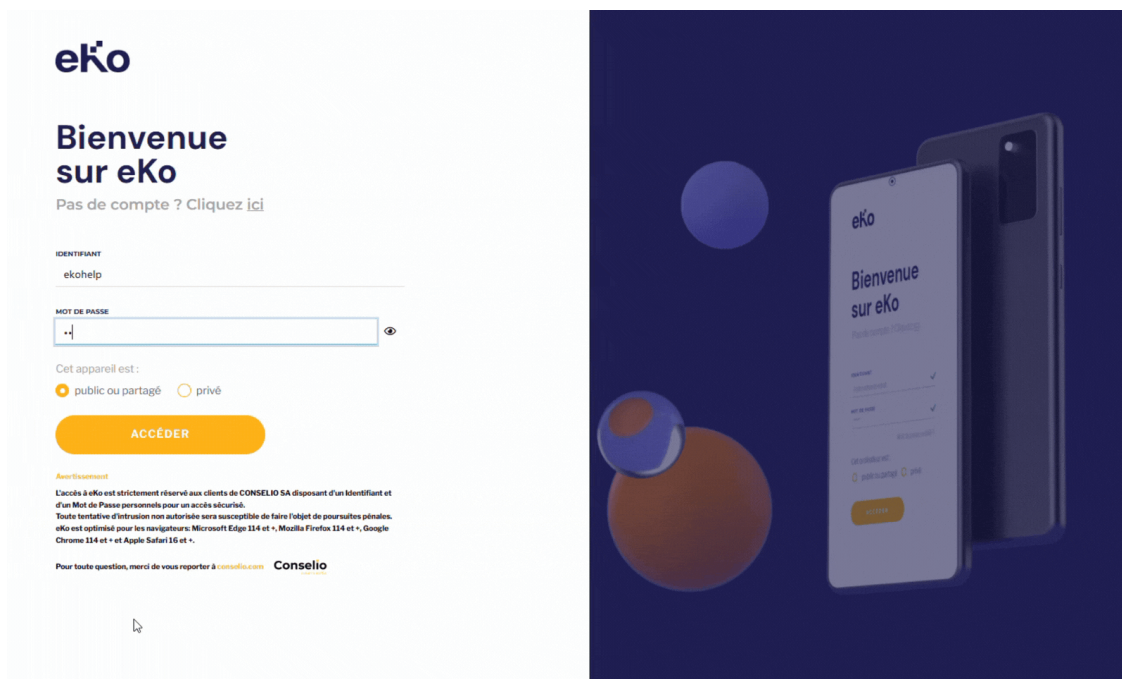 eKo
Bienvenue
sur eKo
Pas de compte ? Cliquez ici
IDENTIFIANT
ekohelp
MOT DE PASSE
••
Cet appareil est :
public ou partagé privé
ACCÉDER
Avertissement
L'accès à eKo est strictement réservé aux clients de CONSELIO SA disposant d'un Identifiant et
d'un Mot de Passe personnels pour un accès sécurisé.
Toute tentative d'intrusion non autorisée sera susceptible de faire l'objet de poursuites pénales.
eKo est optimisé pour les navigateurs: Microsoft Edge 114 et +, Mozilla Firefox 114 et +, Google
Chrome 114 et + et Apple Safari 16 et +.
Pour toute question, merci de vous reporter à conselio.com Conselio
eKo
Bienvenue
sur eKo
public ou partagé privé